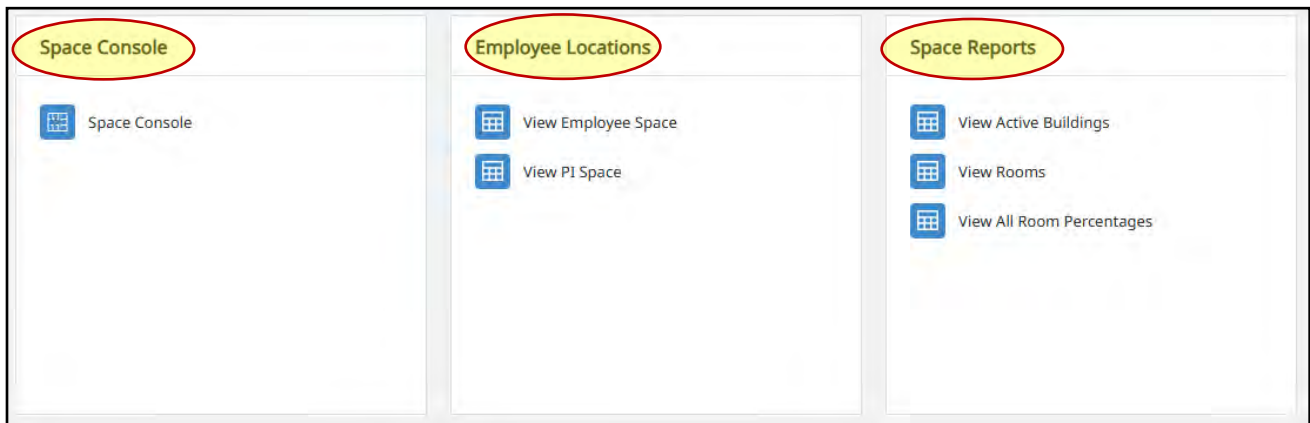 Space Console
Space Console
Employee Locations
View Employee Space
View PI Space
Space Reports
View Active Buildings
View Rooms
View All Room Percentages